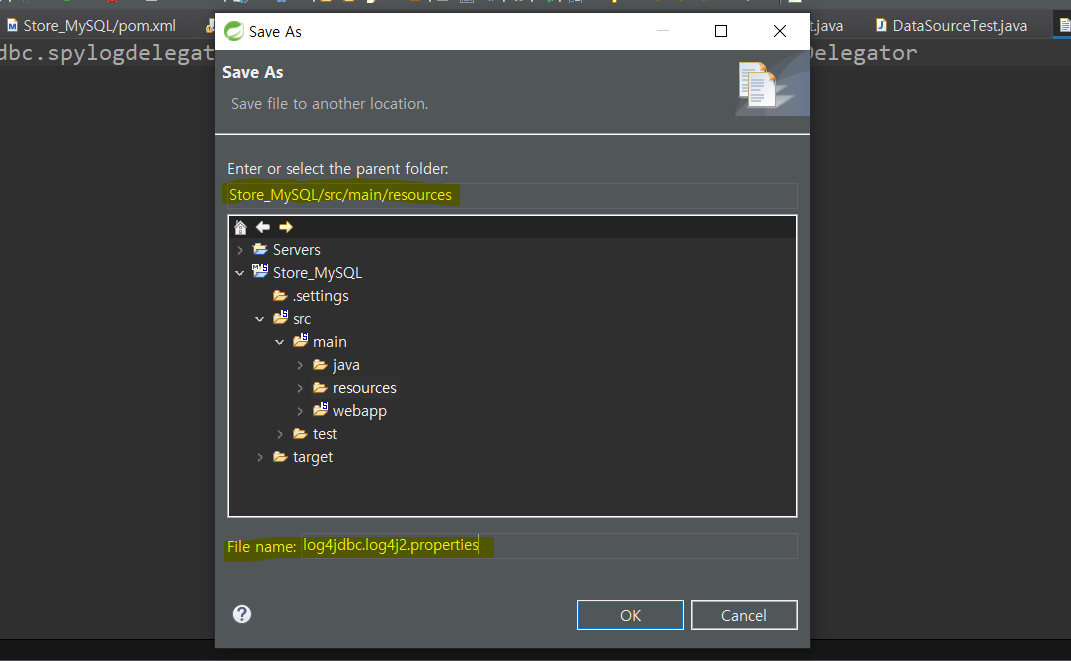 Store_MySQL/pom.xml
Save As
t.java
DataSourceTest.java
dbc.spylogdelegat
Delegator
Save As
Save file to another location.
Enter or select the parent folder:
Store_MySQL/src/main/resources
Servers
Store_MySQL
.settings
src
main
java
resources
webapp
test
target
File name: log4jdbc.log4j2.properties
OK
Cancel